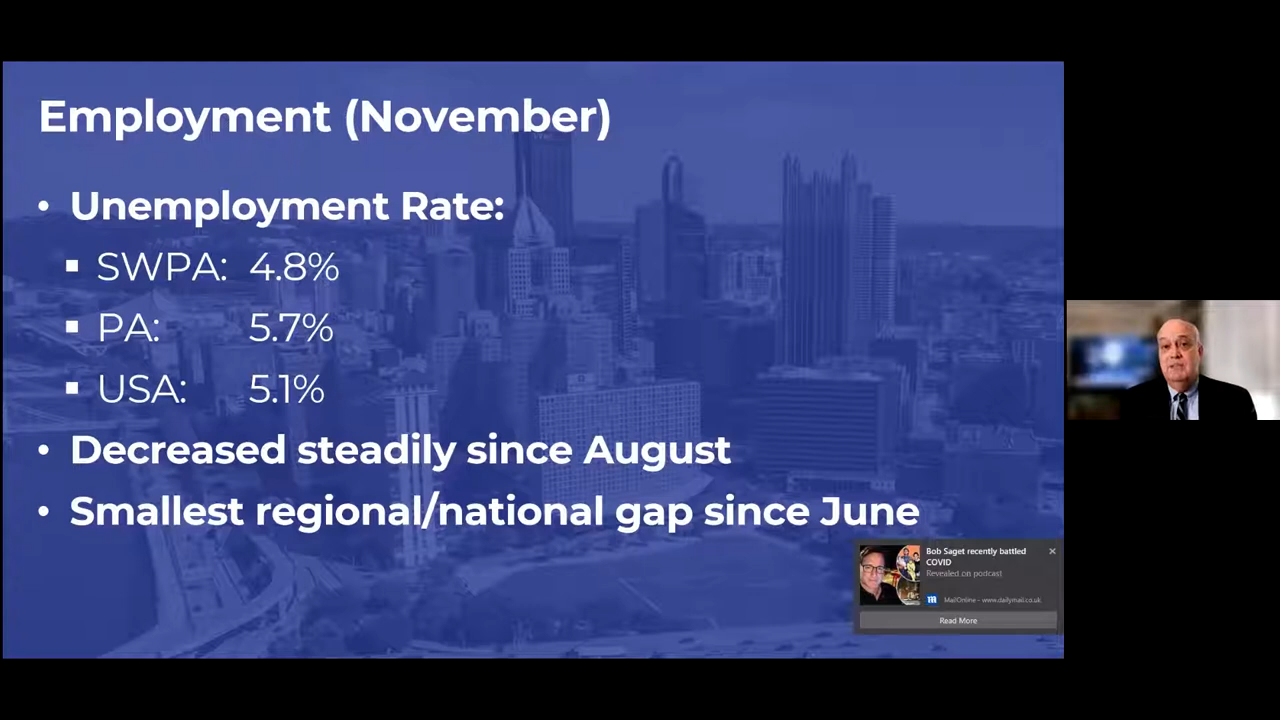 Employment (November)
• Unemployment Rate:
▪ SWPA: 4.8%
▪ PA: 5.7%
▪ USA: 5.1%
• Decreased steadily since August
• Smallest regional/national gap since June
Bob Saget recently battled
COVID
Revealed on podcast
MailOnline - www.dailymail.co.uk
Read More